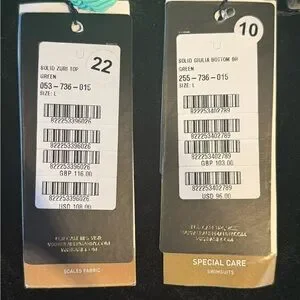 22
SOLID ZURI TOP
GREEN
053-736-015
SIZE: L
822253396026
822253396026
GBP 116.00
822253396026
USD 108.00
SCALES FABRIC
10
SOLID GIULIA BOTTOM BR
GREEN
255-736-015
SIZE: L
822253402789
822253402789
GBP 103.00
822253402789
USD 96.00
SPECIAL CARE
SWIMSUITS